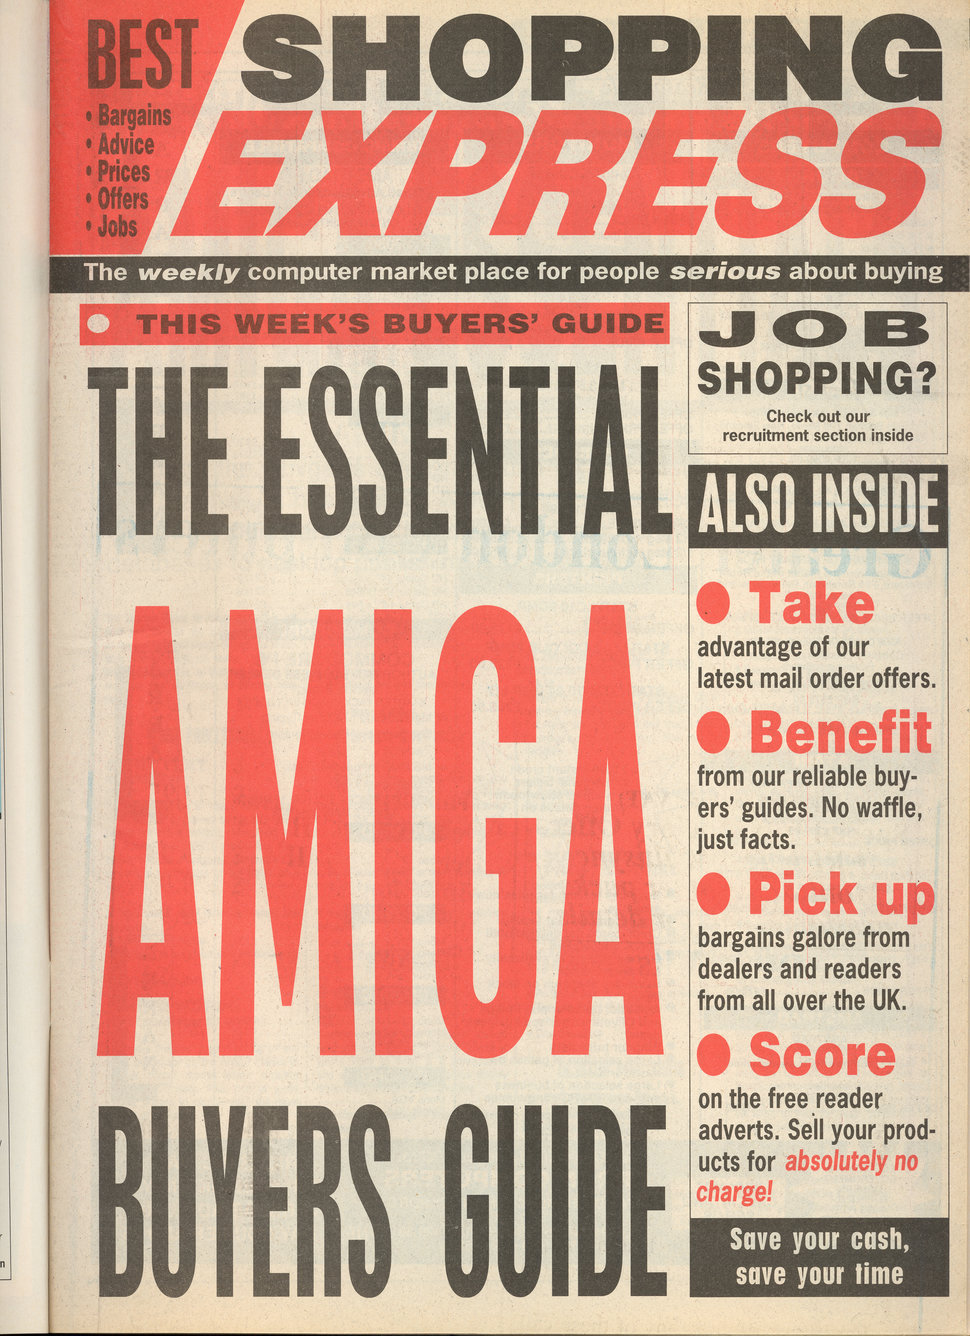 BEST
• Bargains
• Advice
• Prices
• Offers
• Jobs
SHOPPING
EXPRESS
The weekly computer market place for people serious about buying
THIS WEEK'S BUYERS' GUIDE
THE ESSENTIAL
AMIGA
BUYERS GUIDE
JOB
SHOPPING?
Check out our
recruitment section inside
ALSO INSIDE
● Take
advantage of our
latest mail order offers.
● Benefit
from our reliable buy-
ers' guides. No waffle,
just facts.
● Pick up
bargains galore from
dealers and readers
from all over the UK.
● Score
on the free reader
adverts. Sell your prod-
ucts for absolutely no
charge!
Save your cash,
save your time